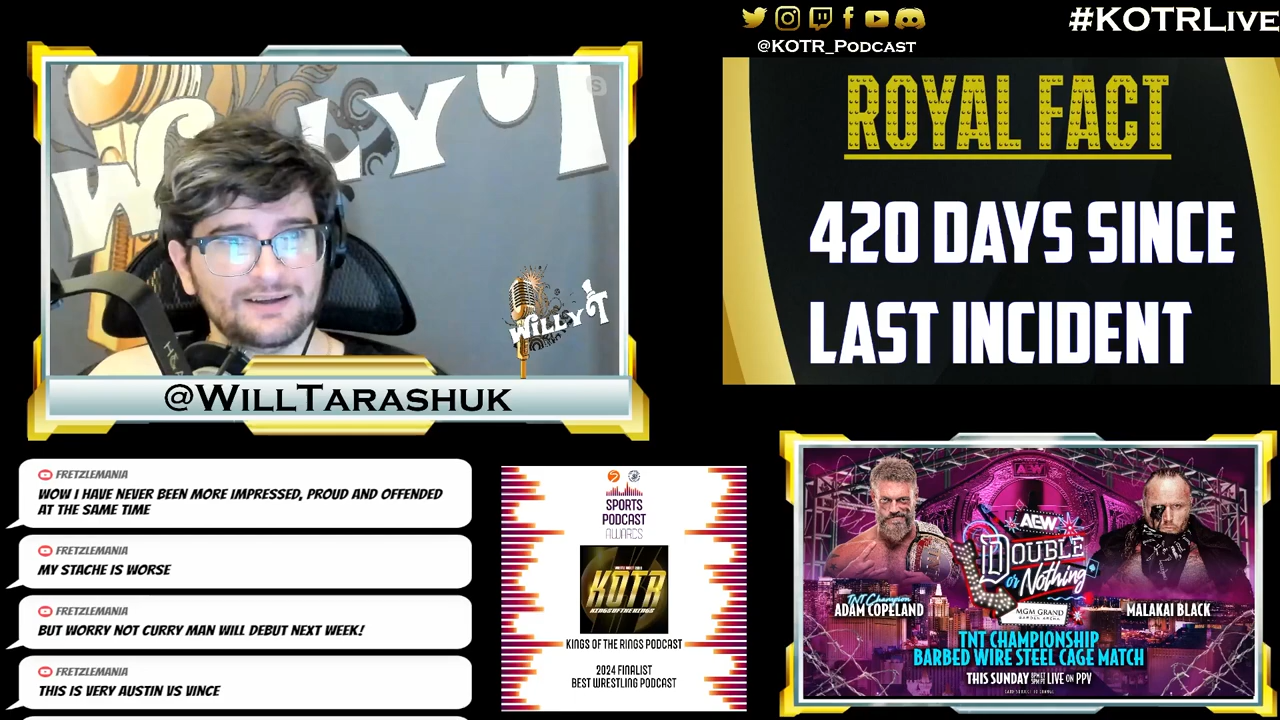 @KOTR_PODCAST
#KOTRLIVE
WILLY T
WILLY T
@WILLTARASHUK
ROYAL FACT
420 DAYS SINCE
LAST INCIDENT
FRETZLEMANIA
WOW I HAVE NEVER BEEN MORE IMPRESSED, PROUD AND OFFENDED
AT THE SAME TIME
FRETZLEMANIA
MY STACHE IS WORSE
FRETZLEMANIA
BUT WORRY NOT CURRY MAN WILL DEBUT NEXT WEEK!
FRETZLEMANIA
THIS IS VERY AUSTIN VS VINCE
SPORTS
PODCAST
AWARDS
KOTR
KINGS OF THE RINGS
KINGS OF THE RINGS PODCAST
2024 FINALIST
BEST WRESTLING PODCAST
AEW
AEW
DOUBLE
or Nothing
MGM GRAND
GARDEN ARENA
TNT Champion
ADAM COPELAND
MALAKAI BLACK
TNT CHAMPIONSHIP
BARBED WIRE STEEL CAGE MATCH
THIS SUNDAY LIVE ON PPV